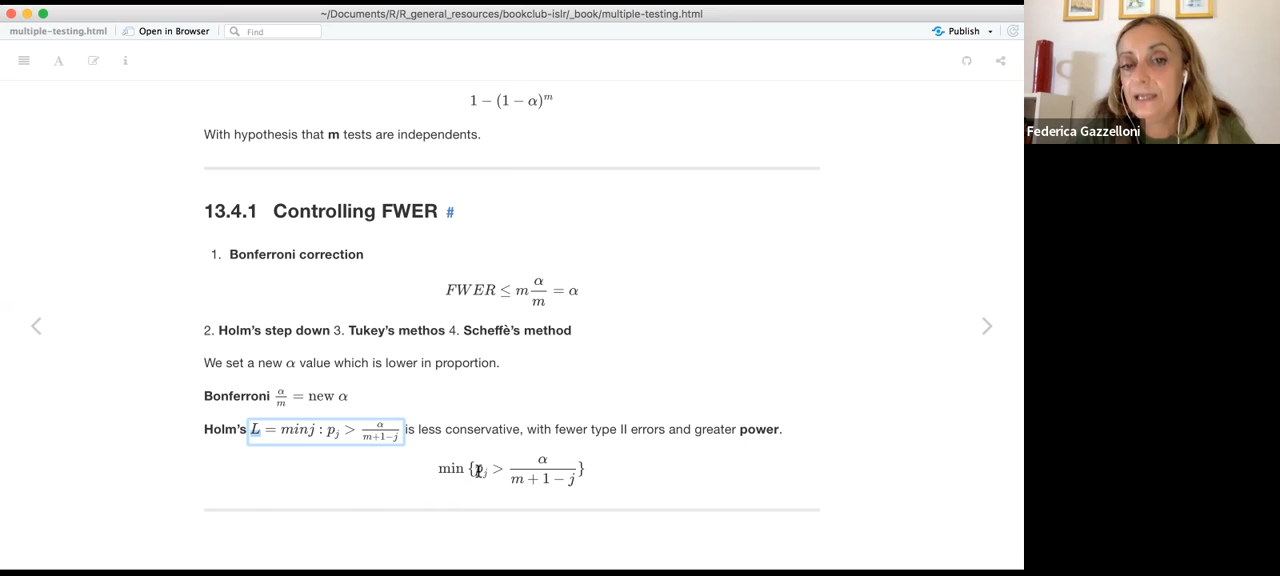 ~/Documents/R/R_general_resources/bookclub-islr/_book/multiple-testing.html
multiple-testing.html Open in Browser Find Publish
A i
1 − (1 − α)^m
With hypothesis that m tests are independents.
13.4.1 Controlling FWER #
1. Bonferroni correction
FWER ≤ m α/m = α
2. Holm's step down 3. Tukey's methos 4. Scheffè's method
We set a new α value which is lower in proportion.
Bonferroni α/m = new α
Holm's L = minj : p_j > α/(m+1−j) is less conservative, with fewer type II errors and greater power.
min {p_j > α/(m + 1 − j)}
Federica Gazzelloni